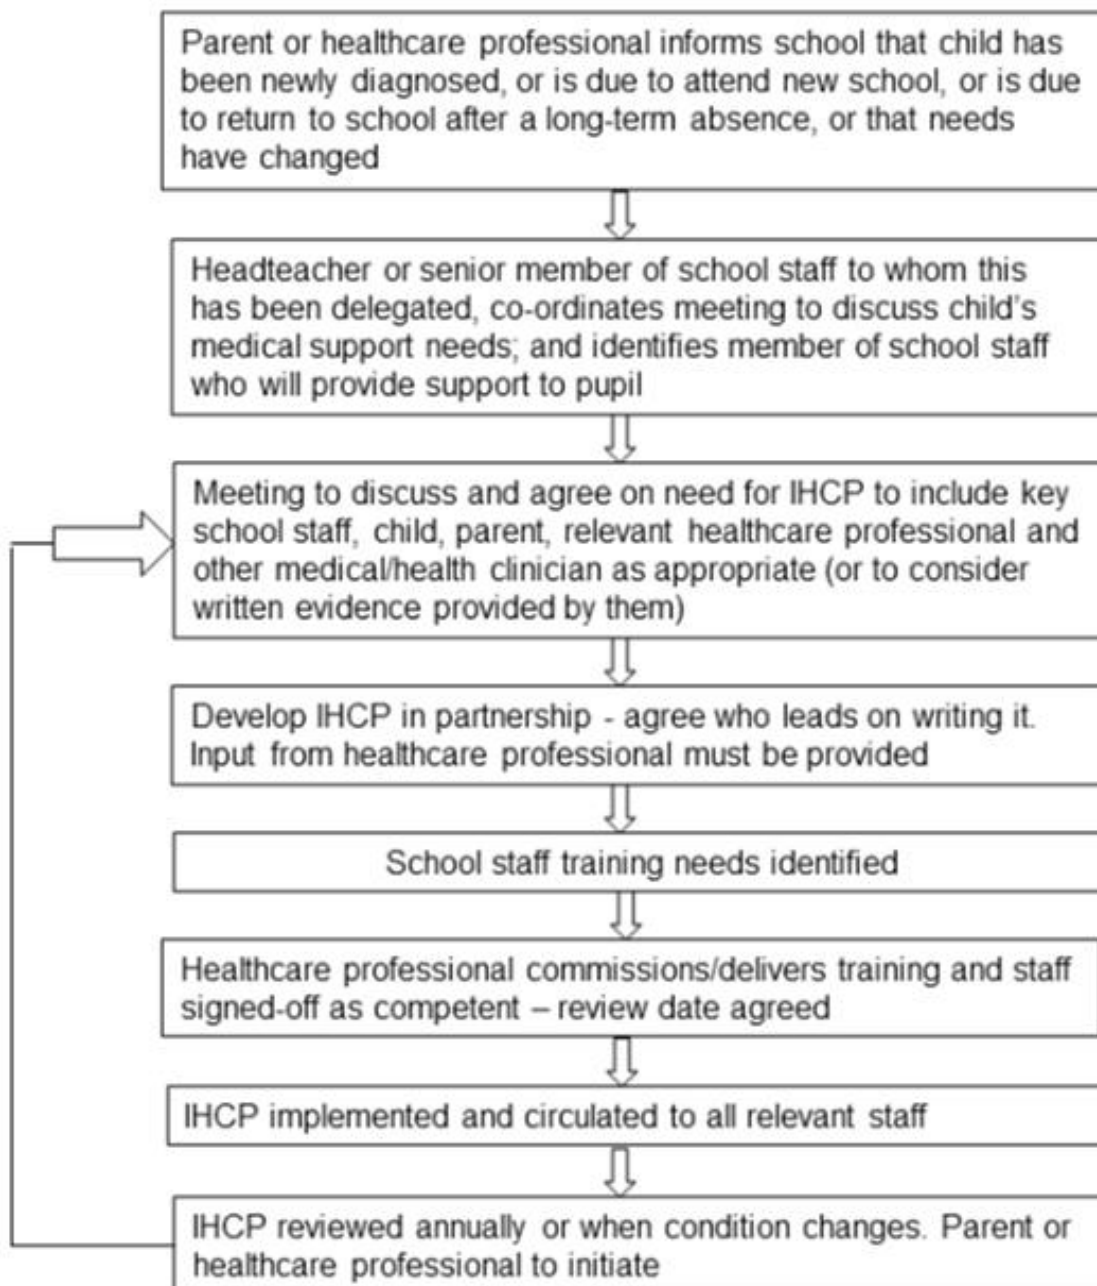 Parent or healthcare professional informs school that child has
been newly diagnosed, or is due to attend new school, or is due
to return to school after a long-term absence, or that needs
have changed
Headteacher or senior member of school staff to whom this
has been delegated, co-ordinates meeting to discuss child's
medical support needs; and identifies member of school staff
who will provide support to pupil
Meeting to discuss and agree on need for IHCP to include key
school staff, child, parent, relevant healthcare professional and
other medical/health clinician as appropriate (or to consider
written evidence provided by them)
Develop IHCP in partnership - agree who leads on writing it.
Input from healthcare professional must be provided
School staff training needs identified
Healthcare professional commissions/delivers training and staff
signed-off as competent – review date agreed
IHCP implemented and circulated to all relevant staff
IHCP reviewed annually or when condition changes. Parent or
healthcare professional to initiate